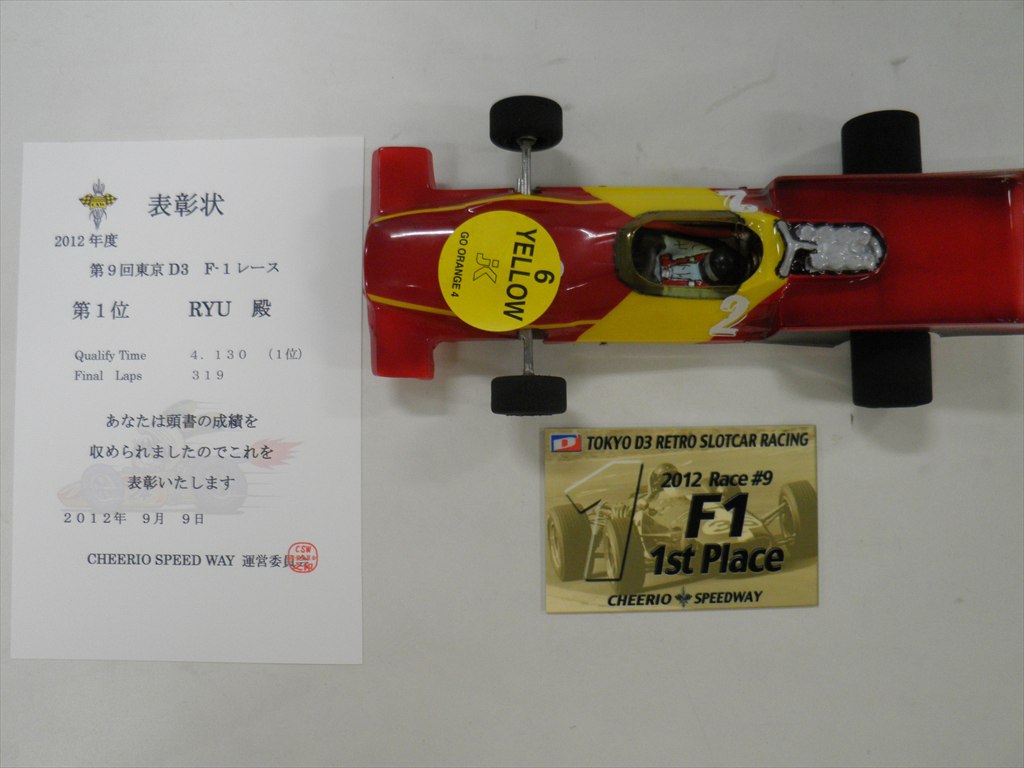 表彰状
2012年度
第9回東京D3 F-1レース
第1位 RYU 殿
Qualify Time 4.130 (1位)
Final Laps 319
あなたは頭書の成績を
収められましたのでこれを
表彰いたします
2012年 9月 9日
CHEERIO SPEED WAY 運営委員
CSW
6
YELLOW
JK
GO ORANGE 4
2
2
D
TOKYO D3 RETRO SLOTCAR RACING
1
2012 Race #9
F1
1st Place
CHEERIO SPEEDWAY